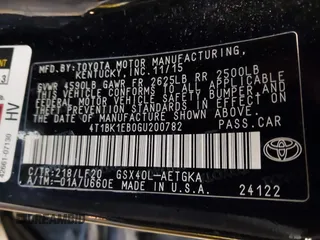 MFD.BY:TOYOTA MOTOR MANUFACTURING,
KENTUCKY,INC.11/15
GVWR 4590LB GAWR FR 2625LB RR 2500LB
THIS VEHICLE CONFORMS TO ALL APPLICABLE
FEDERAL MOTOR VEHICLE SAFETY,BUMPER,AND
THEFT PREVENTION STANDARDS IN EFFECT ON
THE DATE OF MANUFACTURE SHOWN ABOVE.
4T1BK1EB0GU200782 PASS.CAR
C/TR:218/LF20 GSX40L-AETGKA
A/TM:-01A/U660E MADE IN U.S.A.
24122
TOYOTA
HV